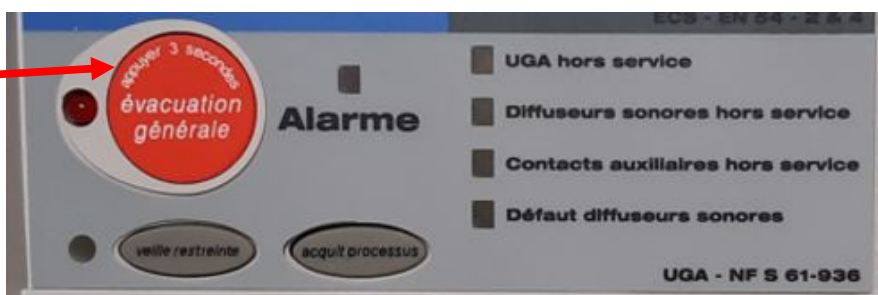 ECS - EN 54 - 2 & 4
appuyer 3 secondes
évacuation
générale
Alarme
UGA hors service
Diffuseurs sonores hors service
Contacts auxiliaires hors service
Défaut diffuseurs sonores
veille restreinte
acquit processus
UGA - NF S 61-936